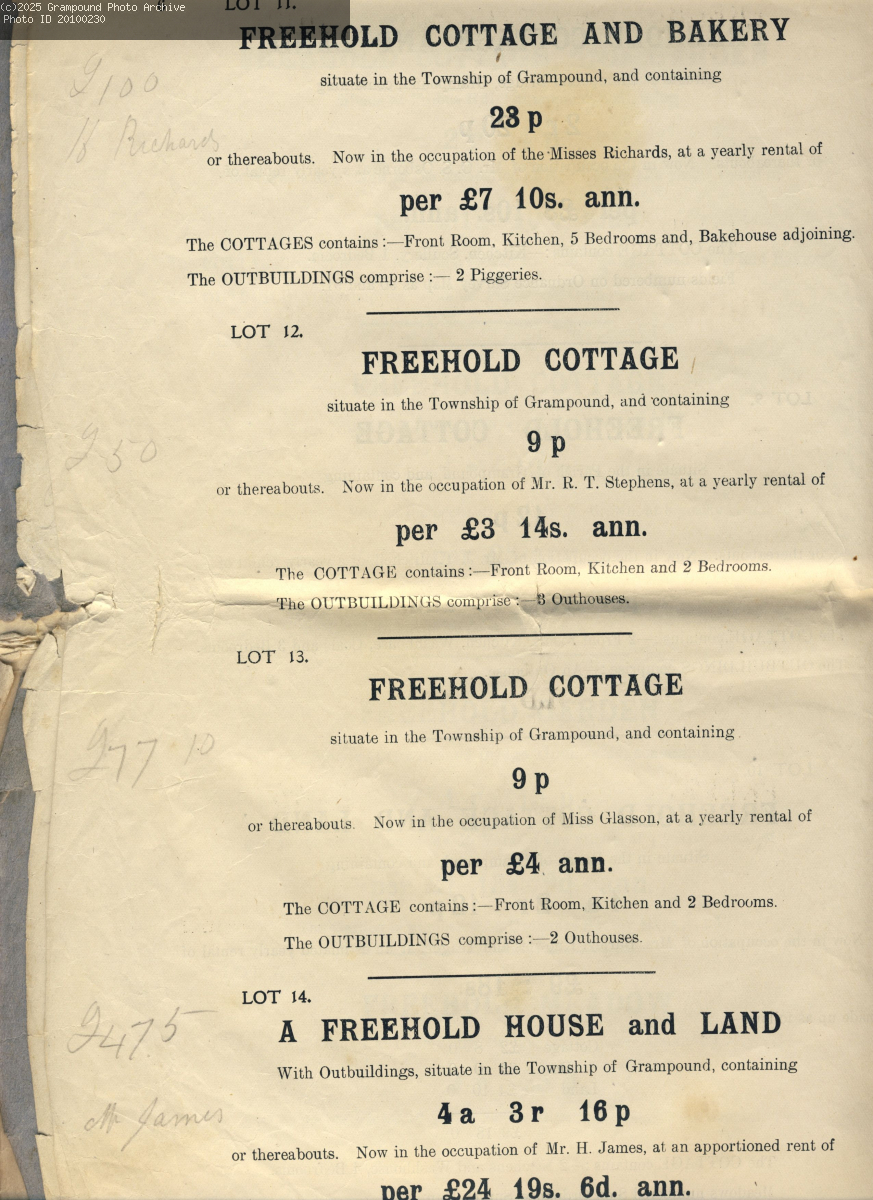 (c)2025 Grampound Photo Archive
Photo ID 20100230
LOT 11.
FREEHOLD COTTAGE AND BAKERY
£100
situate in the Township of Grampound, and containing
23 p
Richards
or thereabouts. Now in the occupation of the Misses Richards, at a yearly rental of
per £7 10s. ann.
The COTTAGES contains :—Front Room, Kitchen, 5 Bedrooms and, Bakehouse adjoining.
The OUTBUILDINGS comprise :— 2 Piggeries.
LOT 12.
FREEHOLD COTTAGE
situate in the Township of Grampound, and containing
£50
9 p
or thereabouts. Now in the occupation of Mr. R. T. Stephens, at a yearly rental of
per £3 14s. ann.
The COTTAGE contains :—Front Room, Kitchen and 2 Bedrooms.
The OUTBUILDINGS comprise :—3 Outhouses.
LOT 13.
FREEHOLD COTTAGE
situate in the Township of Grampound, and containing
£77 10
9 p
or thereabouts. Now in the occupation of Miss Glasson, at a yearly rental of
per £4 ann.
The COTTAGE contains :—Front Room, Kitchen and 2 Bedrooms.
The OUTBUILDINGS comprise :—2 Outhouses.
LOT 14.
A FREEHOLD HOUSE and LAND
£475
With Outbuildings, situate in the Township of Grampound, containing
4 a 3 r 16 p
Mr James
or thereabouts. Now in the occupation of Mr. H. James, at an apportioned rent of
per £24 19s. 6d. ann.